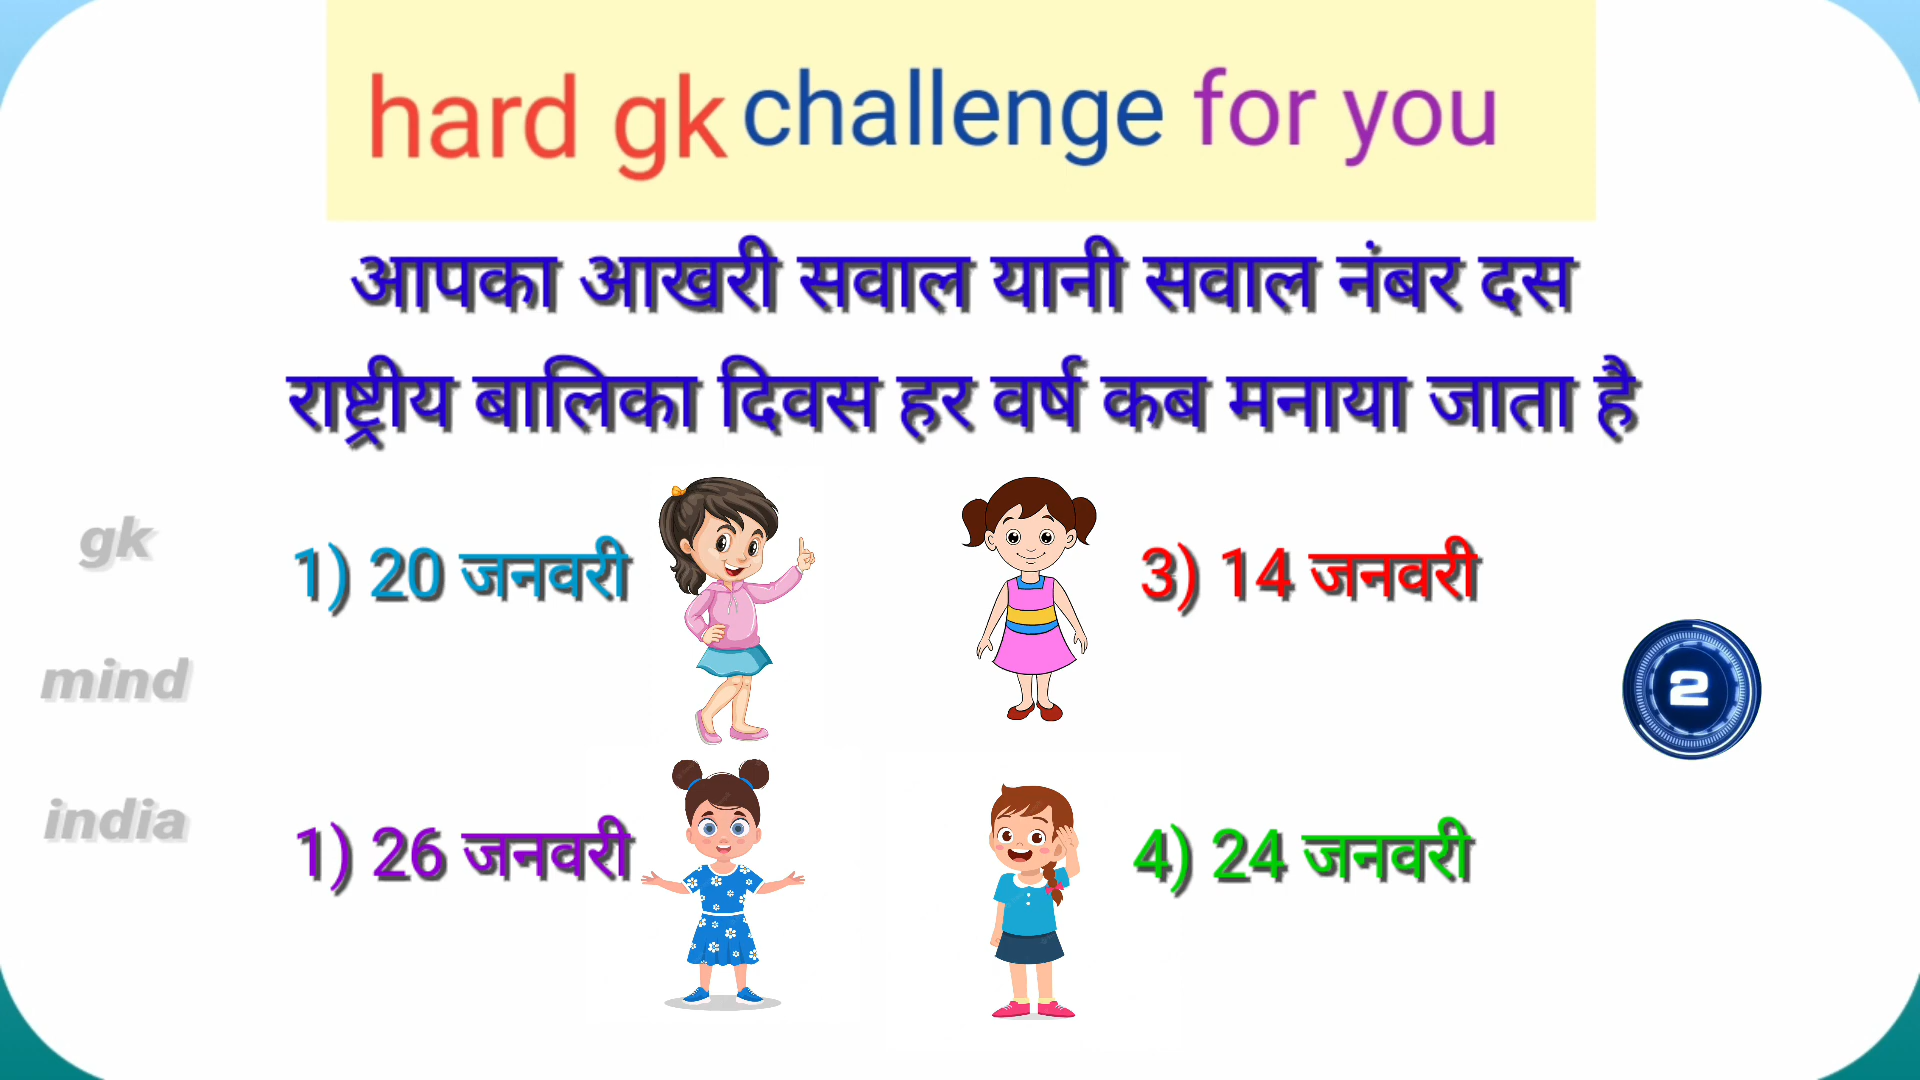 hard gk challenge for you
आपका आखरी सवाल यानी सवाल नंबर दस
राष्ट्रीय बालिका दिवस हर वर्ष कब मनाया जाता है
gk
mind
india
1) 20 जनवरी
3) 14 जनवरी
1) 26 जनवरी
4) 24 जनवरी
2